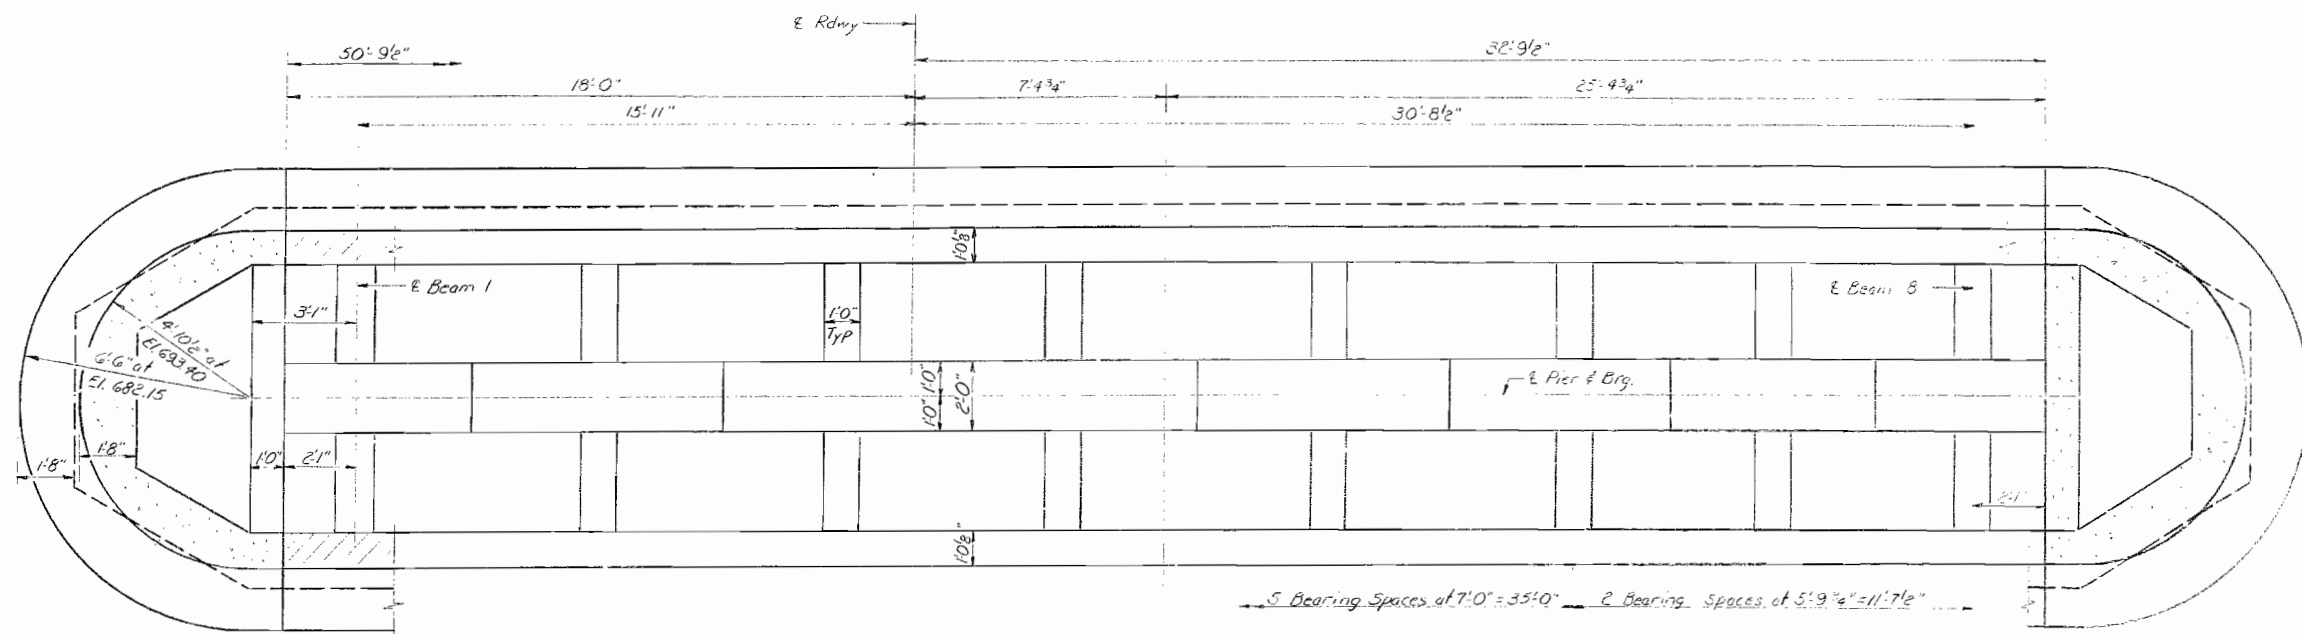 ℄ Rdwy
50'-9½"
32'-9½"
18'-0"
7'-4¾"
25'-4¾"
15'-11"
30'-8½"
1'-0⅛"
℄ Beam 1
℄ Beam 8
3'-1"
1'-0"
Typ
4'-10½" at
El. 693.40
6'-6" at
El. 682.15
1'-0"
1'-0"
2'-0"
℄ Pier & Brg.
1'-8"
1'-8"
1'-0"
2'-1"
2'-1"
1'-0⅛"
5 Bearing Spaces at 7'-0" = 35'-0"
2 Bearing Spaces at 5'-9¾" = 11'-7½"